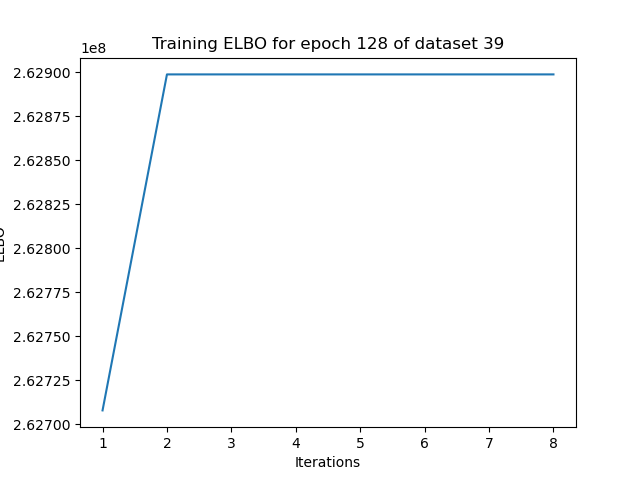 Training ELBO for epoch 128 of dataset 39
1e8
2.62900
2.62875
2.62850
2.62825
2.62800
2.62775
2.62750
2.62725
2.62700
ELBO
1 2 3 4 5 6 7 8
Iterations